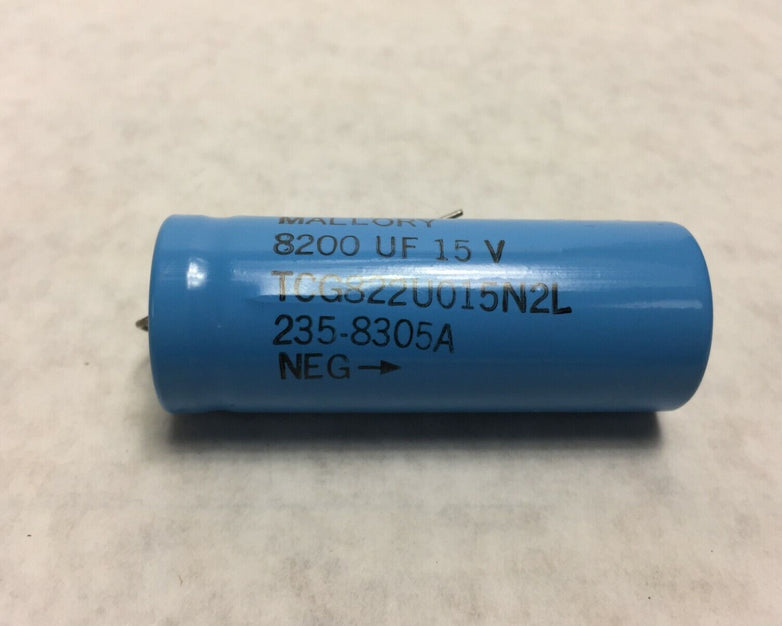 MALLORY
8200 UF 15 V
TCG822U015N2L
235-8305A
NEG →